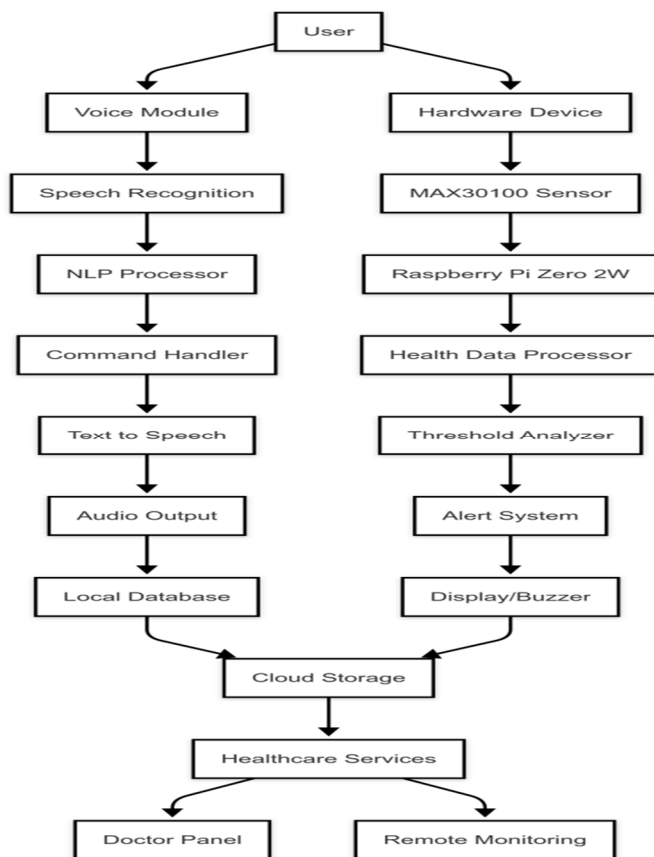 User
Voice Module
Hardware Device
Speech Recognition
MAX30100 Sensor
NLP Processor
Raspberry Pi Zero 2W
Command Handler
Health Data Processor
Text to Speech
Threshold Analyzer
Audio Output
Alert System
Local Database
Display/Buzzer
Cloud Storage
Healthcare Services
Doctor Panel
Remote Monitoring